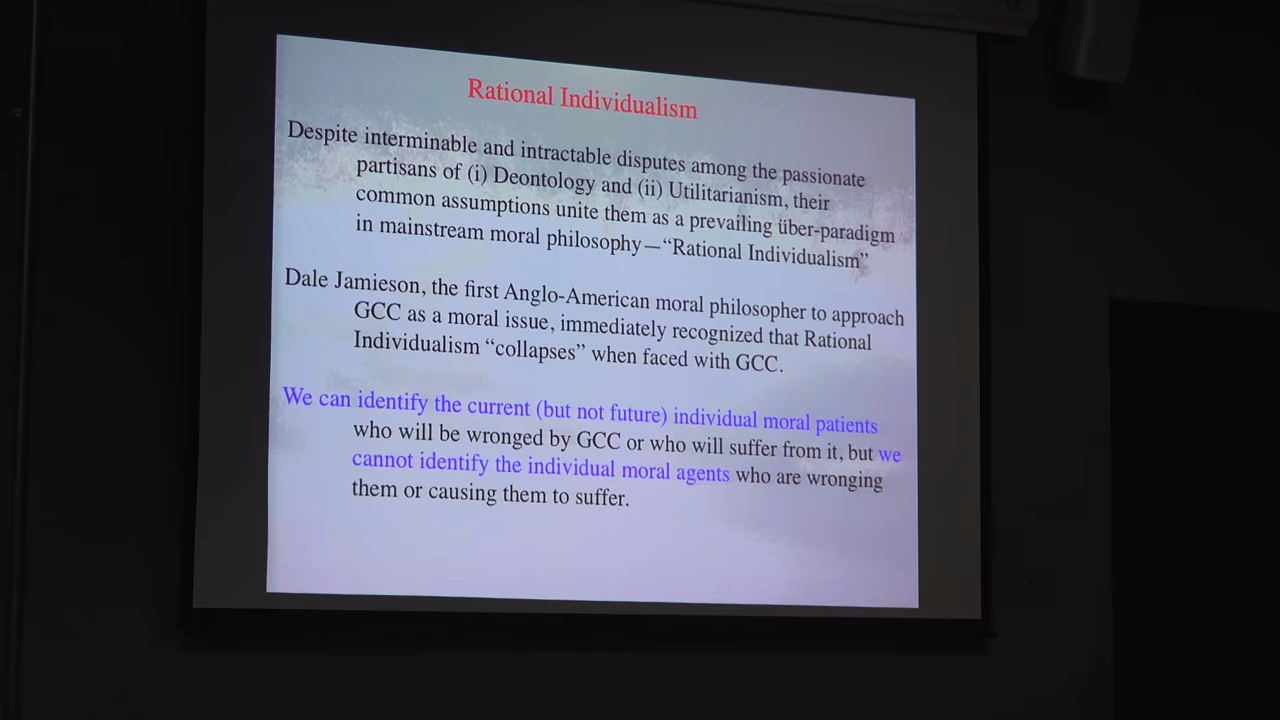 Rational Individualism
Despite interminable and intractable disputes among the passionate
partisans of (i) Deontology and (ii) Utilitarianism, their
common assumptions unite them as a prevailing über-paradigm
in mainstream moral philosophy—“Rational Individualism”
Dale Jamieson, the first Anglo-American moral philosopher to approach
GCC as a moral issue, immediately recognized that Rational
Individualism “collapses” when faced with GCC.
We can identify the current (but not future) individual moral patients
who will be wronged by GCC or who will suffer from it, but we
cannot identify the individual moral agents who are wronging
them or causing them to suffer.